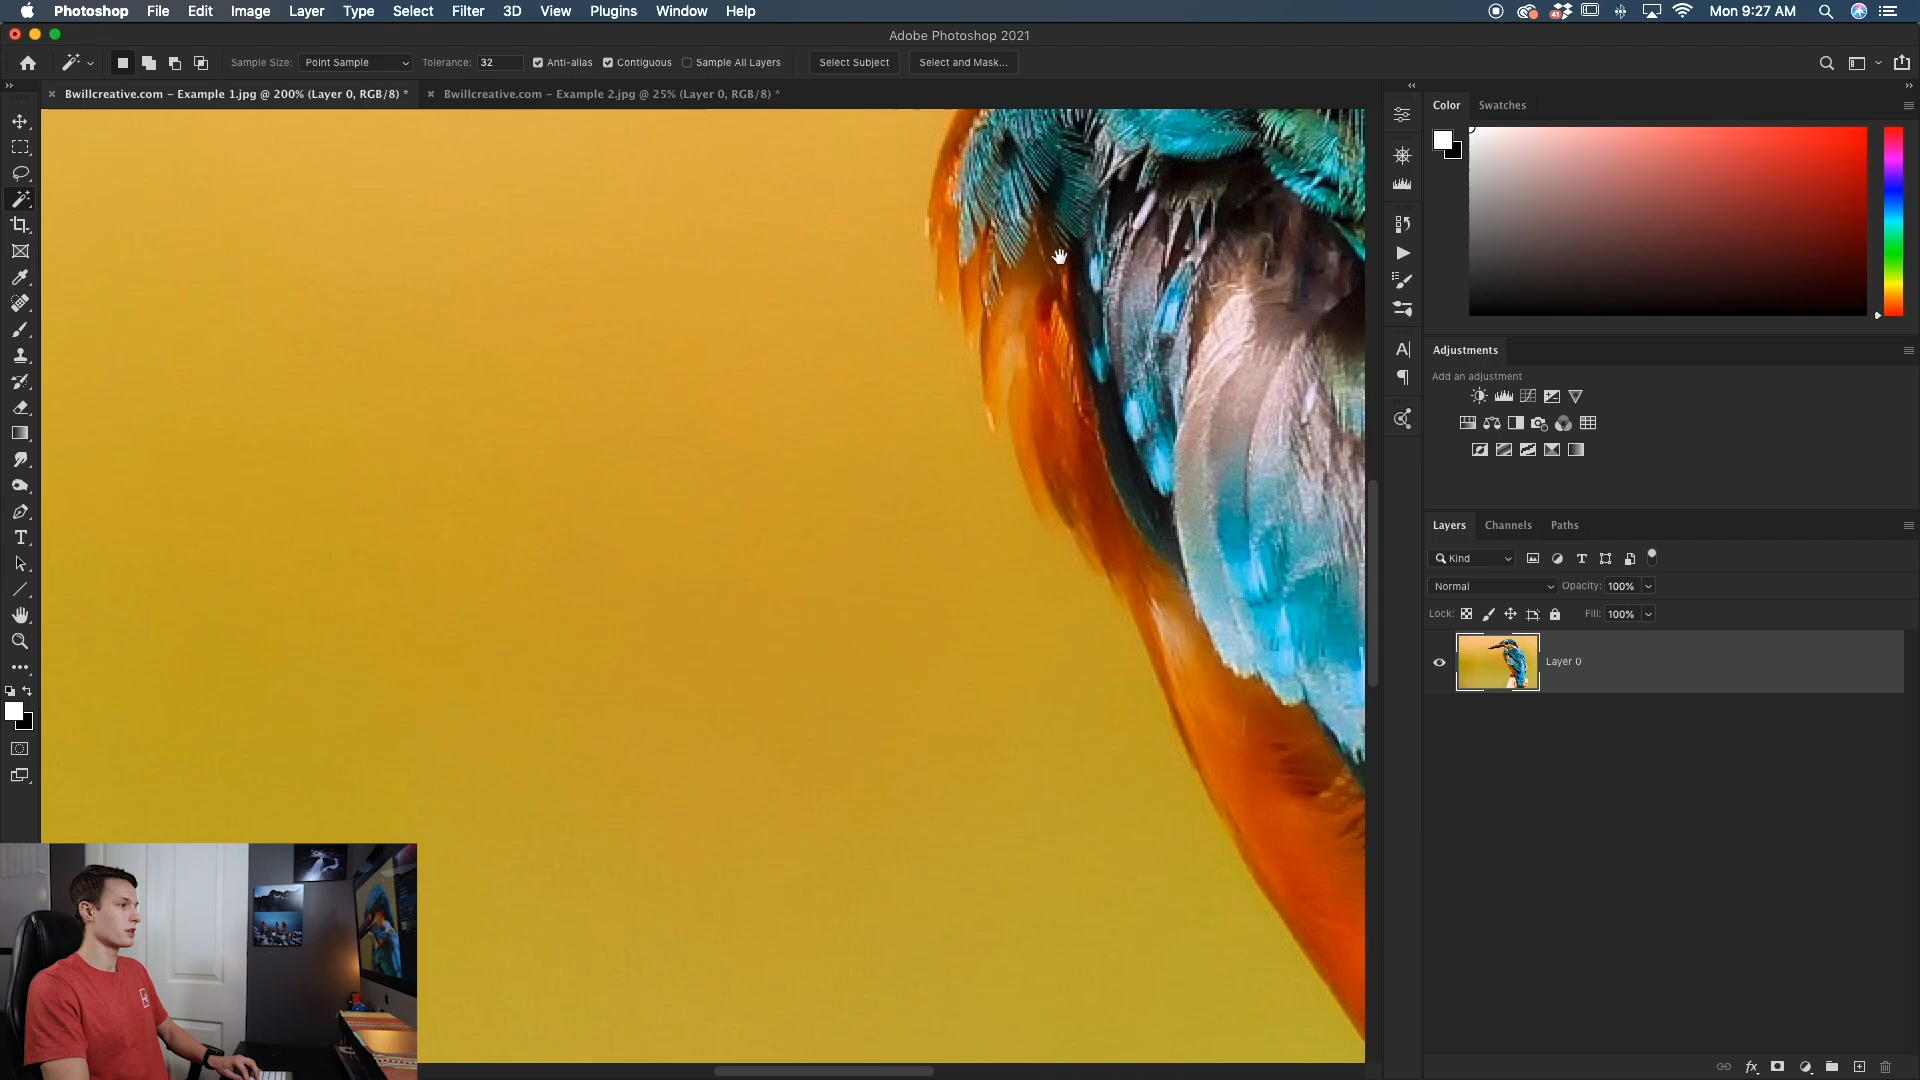 Photoshop File Edit Image Layer Type Select Filter 3D View Plugins Window Help Mon 9:27 AM
Adobe Photoshop 2021
Sample Size: Point Sample Tolerance: 32 Anti-alias Contiguous Sample All Layers Select Subject Select and Mask...
Bwillcreative.com – Example 1.jpg @ 200% (Layer 0, RGB/8) * Bwillcreative.com – Example 2.jpg @ 25% (Layer 0, RGB/8) *
Color Swatches
Adjustments
Add an adjustment
Layers Channels Paths
Kind
Normal Opacity: 100%
Lock: Fill: 100%
Layer 0